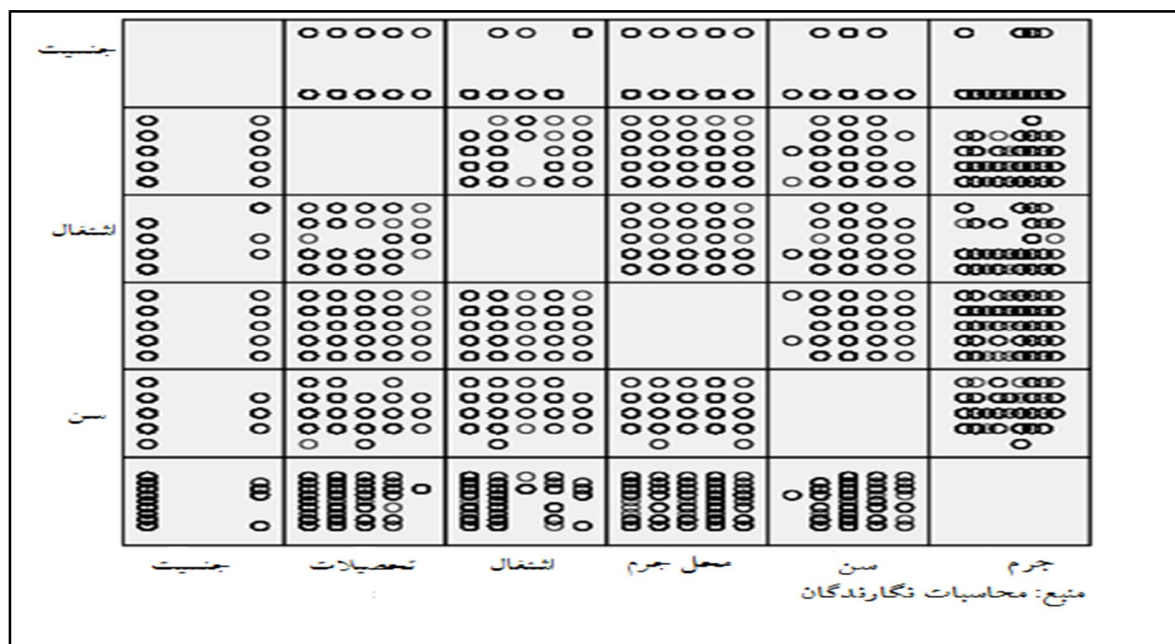 جنسیت
اشتغال
سن
جنسیت تحصیلات اشتغال محل جرم سن جرم
منبع: محاسبات نگارندگان